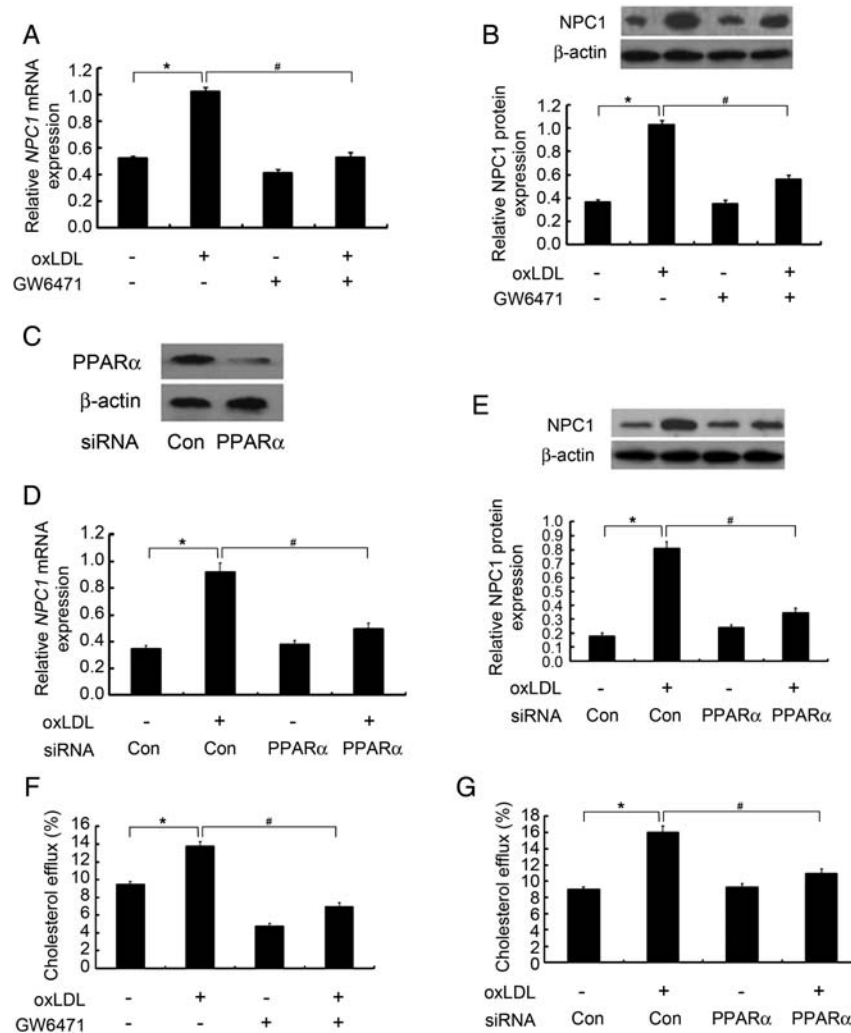 A
Relative NPC1 mRNA
expression
1.2
1.0
0.8
0.6
0.4
0.2
0.0
*
#
oxLDL - + - +
GW6471 - - + +
B
NPC1
β-actin
Relative NPC1 protein
expression
1.2
1.0
0.8
0.6
0.4
0.2
0
*
#
oxLDL - + - +
GW6471 - - + +
C
PPARα
β-actin
siRNA Con PPARα
D
Relative NPC1 mRNA
expression
1.2
1.0
0.8
0.6
0.4
0.2
0.0
*
#
oxLDL - + - +
siRNA Con Con PPARα PPARα
E
NPC1
β-actin
Relative NPC1 protein
expression
0.9
0.8
0.7
0.6
0.5
0.4
0.3
0.2
0.1
0
*
#
oxLDL - + - +
siRNA Con Con PPARα PPARα
F
Cholesterol efflux (%)
16
14
12
10
8
6
4
2
0
*
#
oxLDL - + - +
GW6471 - - + +
G
Cholesterol efflux (%)
18
16
14
12
10
8
6
4
2
0
*
#
oxLDL - + - +
siRNA Con Con PPARα PPARα